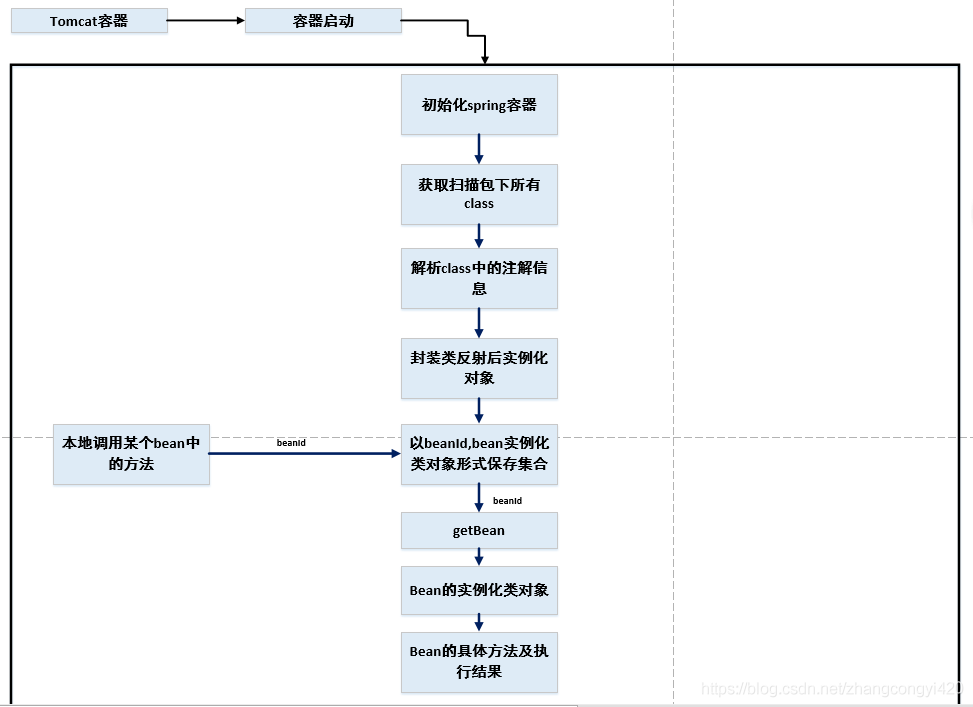 Tomcat容器
容器启动
初始化spring容器
获取扫描包下所有
class
解析class中的注解信
息
封装类反射后实例化
对象
本地调用某个bean中
的方法
beanId
以beanId,bean实例化
类对象形式保存集合
beanId
getBean
Bean的实例化类对象
Bean的具体方法及执
行结果
https://blog.csdn.net/zhangcongyi420